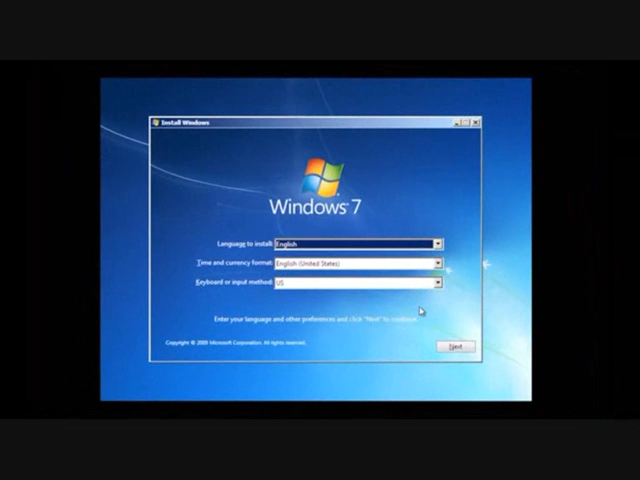 Install Windows
Windows 7
Language to install: English
Time and currency format: English (United States)
Keyboard or input method: US
Enter your language and other preferences and click "Next" to continue.
Copyright © 2009 Microsoft Corporation. All rights reserved.
Next